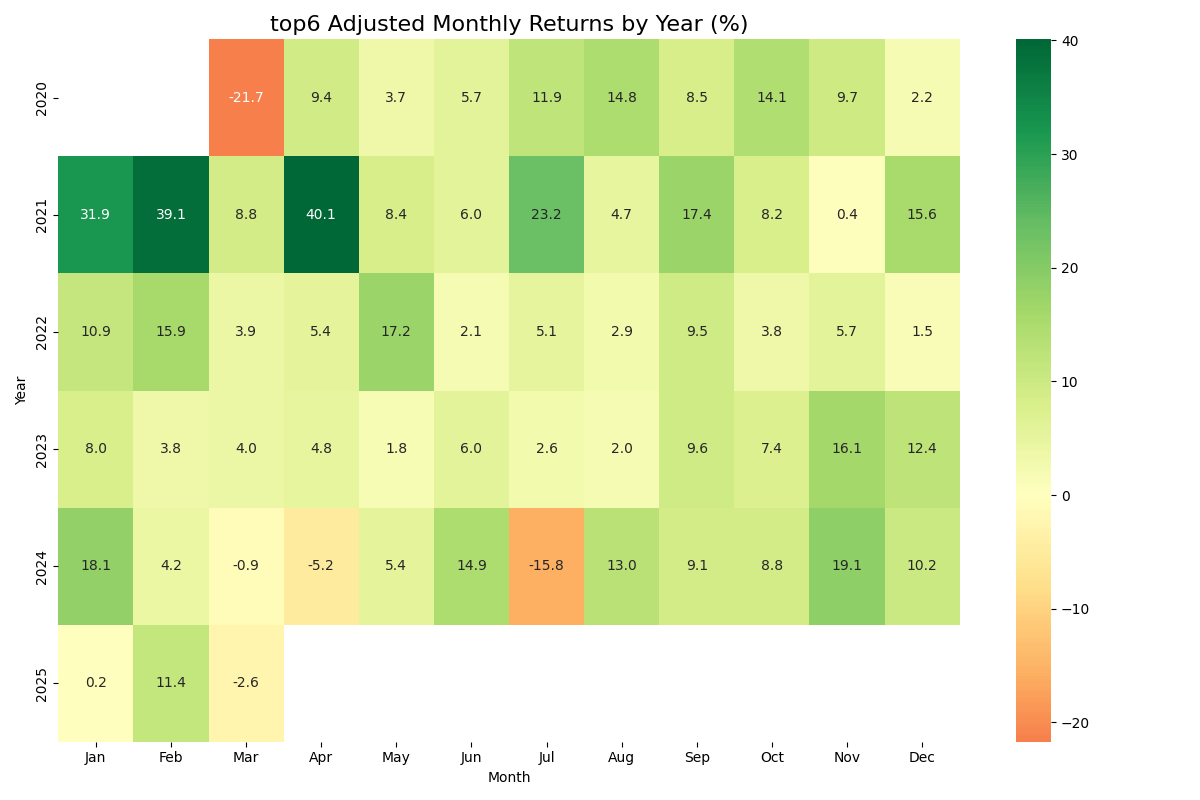 top6 Adjusted Monthly Returns by Year (%)
2020 -21.7 9.4 3.7 5.7 11.9 14.8 8.5 14.1 9.7 2.2
2021 31.9 39.1 8.8 40.1 8.4 6.0 23.2 4.7 17.4 8.2 0.4 15.6
2022 10.9 15.9 3.9 5.4 17.2 2.1 5.1 2.9 9.5 3.8 5.7 1.5
Year
2023 8.0 3.8 4.0 4.8 1.8 6.0 2.6 2.0 9.6 7.4 16.1 12.4
2024 18.1 4.2 -0.9 -5.2 5.4 14.9 -15.8 13.0 9.1 8.8 19.1 10.2
2025 0.2 11.4 -2.6
Jan Feb Mar Apr May Jun Jul Aug Sep Oct Nov Dec
Month
40
30
20
10
0
−10
−20